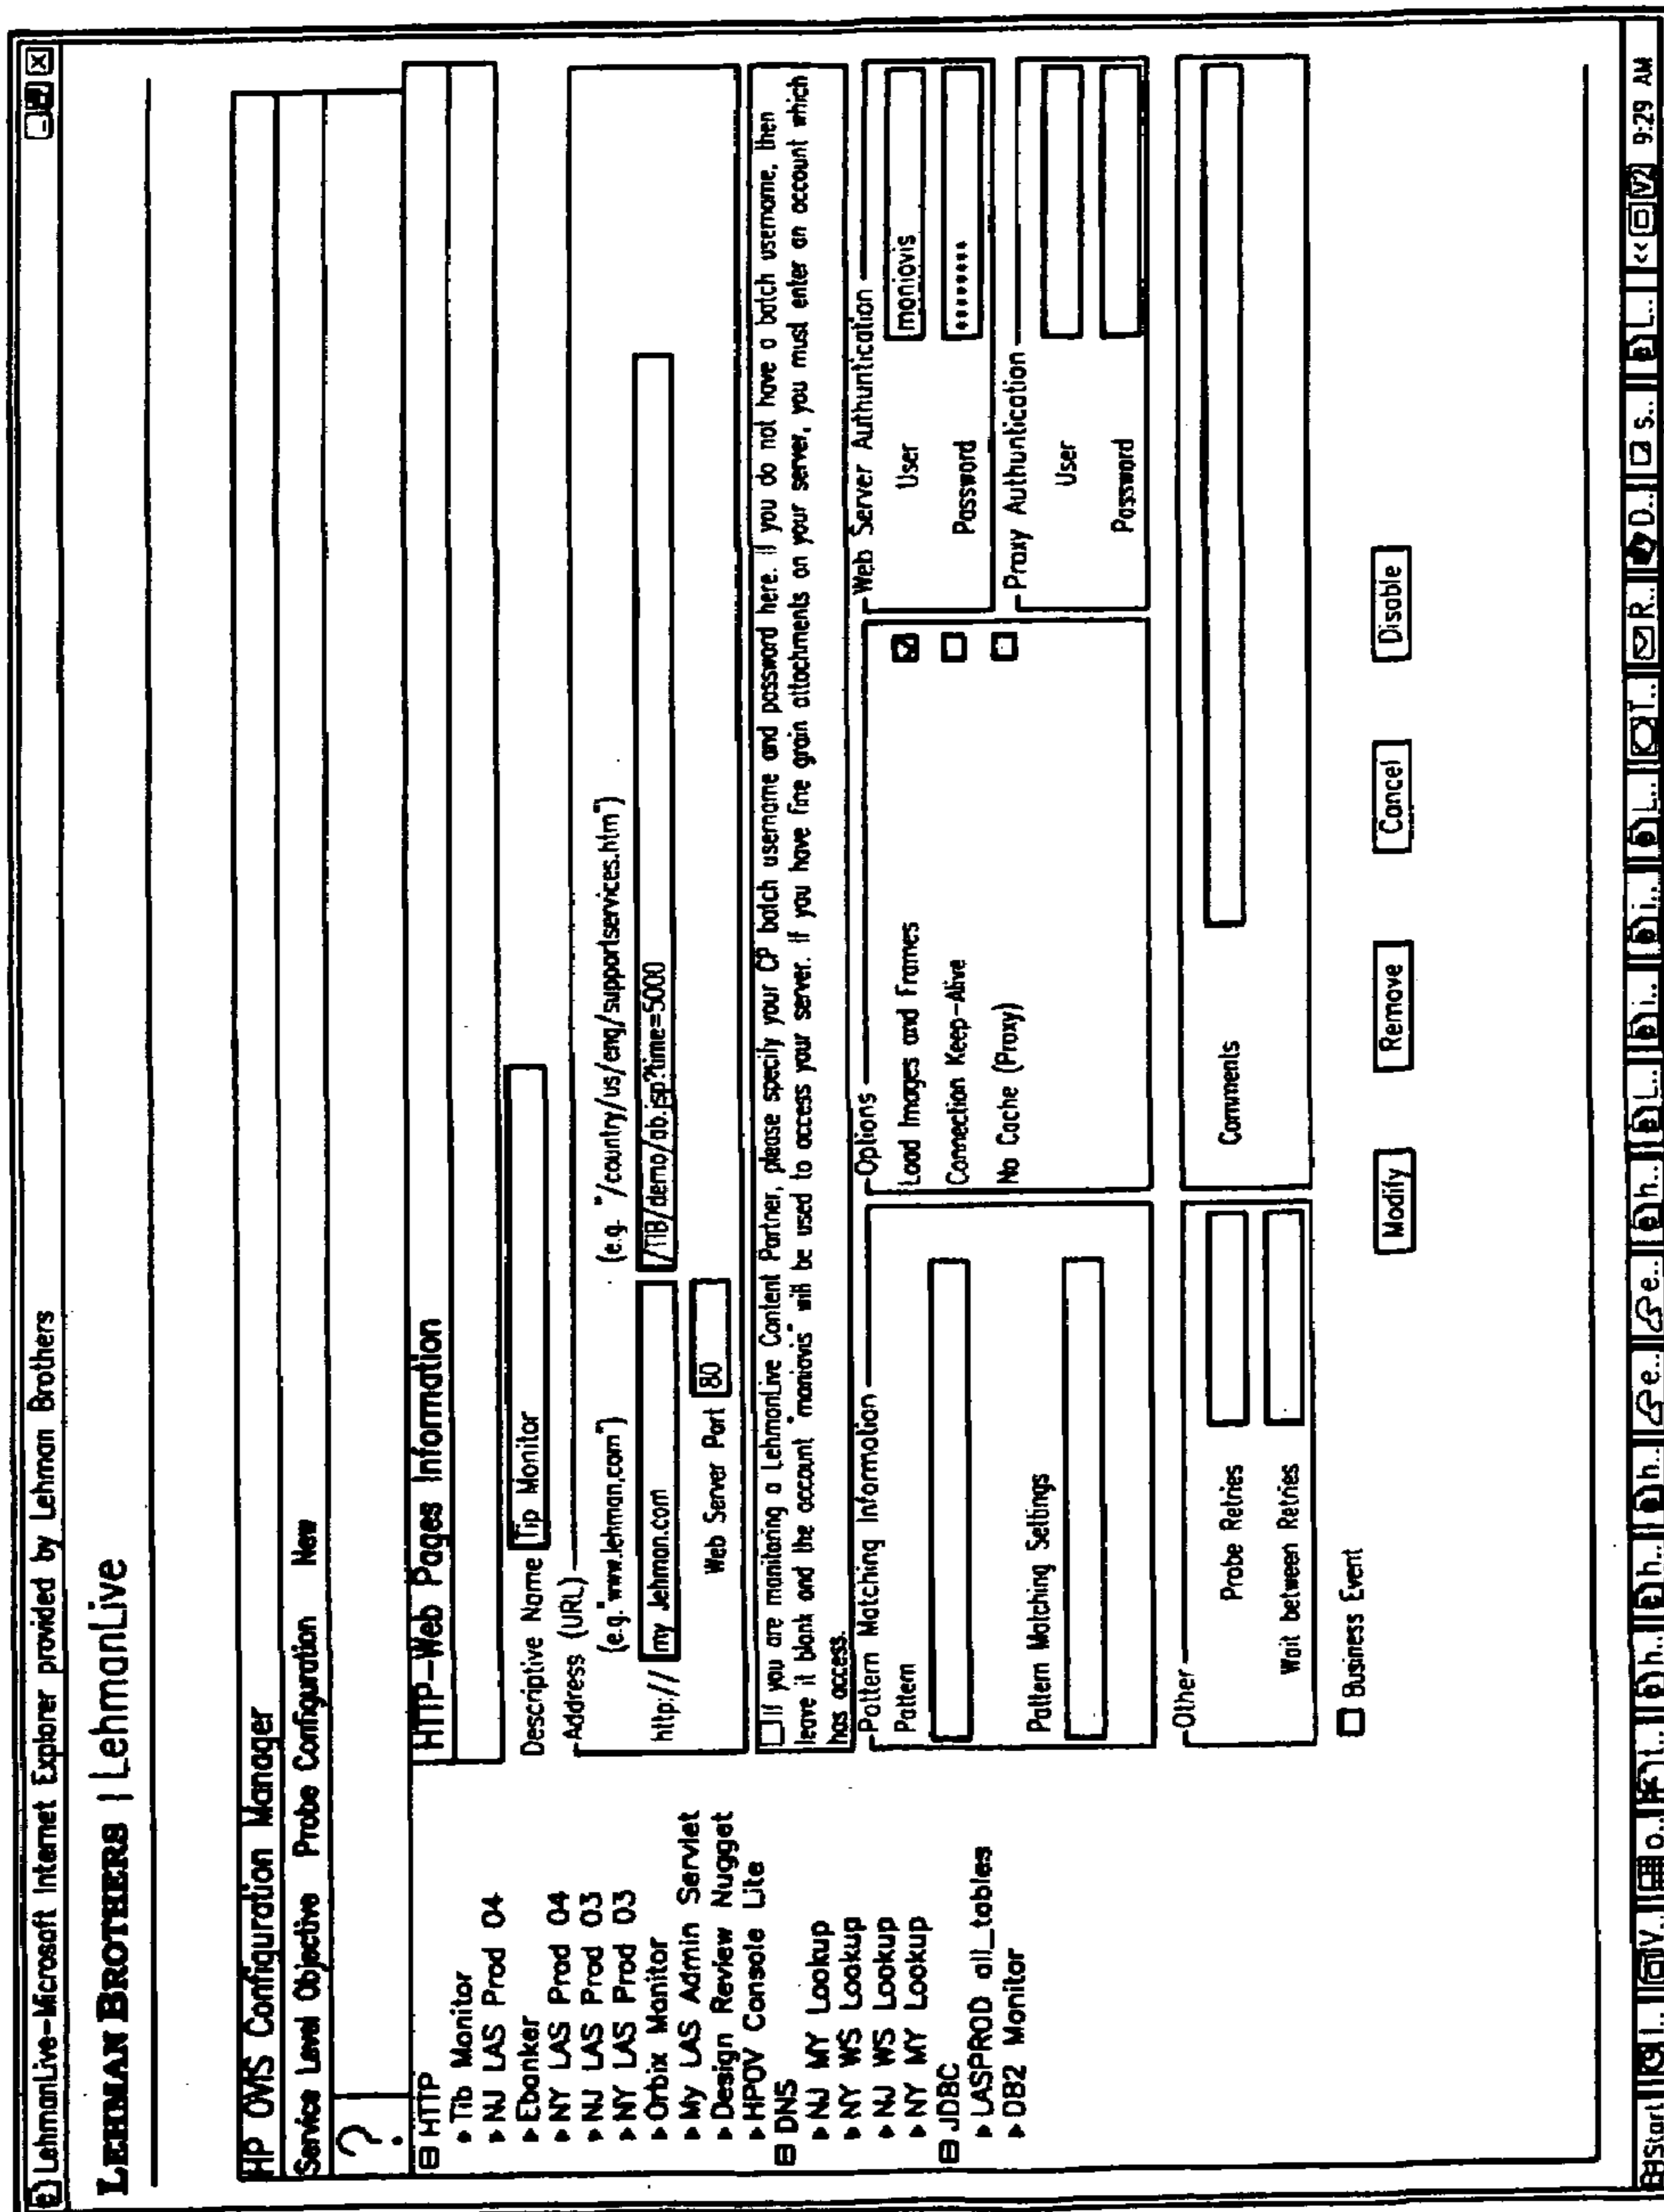 LehmanLive-Microsoft Internet Explorer provided by Lehman Brothers
LEHMAN BROTHERS | LehmanLive
HP OVIS Configuration Manager
Service Level Objective Probe Configuration New
?
HTTP
Tib Monitor
NJ LAS Prod 04
Ebanker
NY LAS Prod 04
NJ LAS Prod 03
NY LAS Prod 03
Orbix Monitor
My LAS Admin Servlet
Design Review Nugget
HPOV Console Lite
DNS
NJ MY Lookup
NY WS Lookup
NJ WS Lookup
NY MY Lookup
JDBC
LASPROD all_tables
DB2 Monitor
HTTP-Web Pages Information
Descriptive Name Tip Monitor
Address (URL)
(e.g."www.lehman,com") (e.g. "/country/us/eng/supportservices.htm")
http:// my .lehman.com /TIB/demo/ab.jsp?time=5000
Web Server Port 80
If you are monitoring a LehmanLive Content Partner, please specify your CP batch username and password here. If you do not have a batch username, then
leave it blank and the account "moniovis" will be used to access your server. If you have fine grain attachments on your server, you must enter an account which
has access.
Pattern Matching Information
Pattern
Pattern Matching Settings
Options
Load Images and Frames
Connection Keep-Alive
No Cache (Proxy)
Web Server Authuntication
User moniovis
Password ********
Proxy Authuntication
User
Password
Other
Probe Retries
Wait between Retries
Comments
Business Event
Modify Remove Cancel Disable
Start L.. V.. o.. t.. h.. h.. h.. e.. e.. h.. L.. i.. i.. L.. T.. R.. D.. s.. L.. << V2 9:29 AM